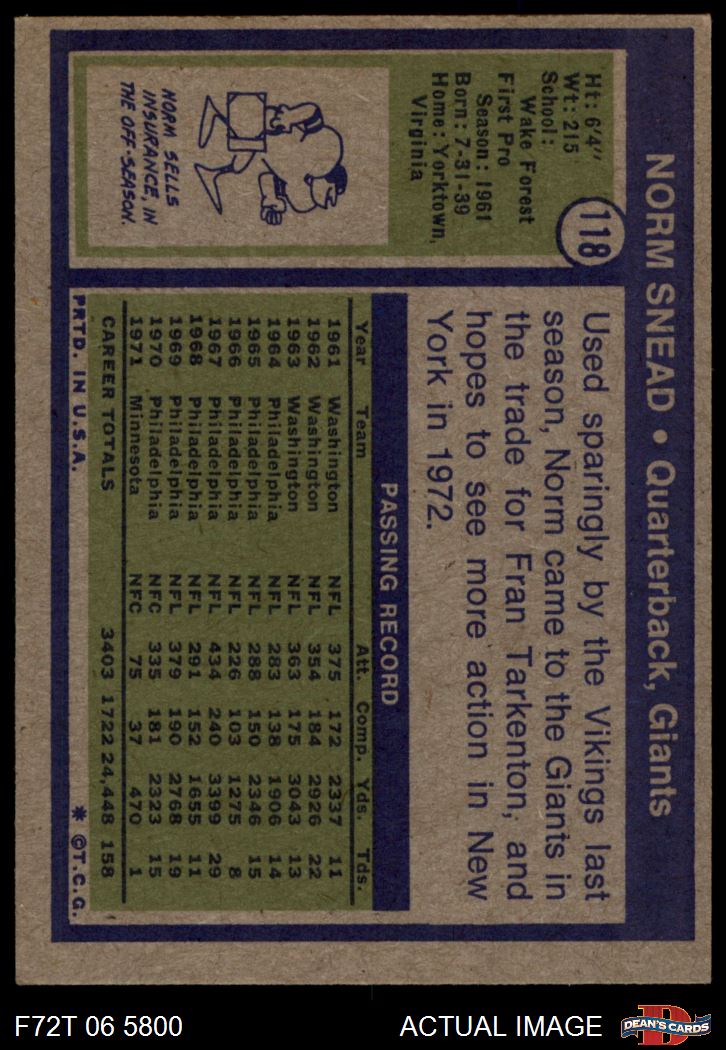 NORM SNEAD • Quarterback, Giants
118
Ht: 6'4"
Wt: 215
School:
Wake Forest
First Pro
Season: 1961
Born: 7-31-39
Home: Yorktown,
Virginia
NORM SELLS
INSURANCE, IN
THE OFF-SEASON.
Used sparingly by the Vikings last
season, Norm came to the Giants in
the trade for Fran Tarkenton, and
hopes to see more action in New
York in 1972.
PASSING RECORD
Year Team Att. Comp. Yds. Tds.
1961 Washington NFL 375 172 2337 11
1962 Washington NFL 354 184 2926 22
1963 Washington NFL 363 175 3043 13
1964 Philadelphia NFL 283 138 1906 14
1965 Philadelphia NFL 288 150 2346 15
1966 Philadelphia NFL 226 103 1275 8
1967 Philadelphia NFL 434 240 3399 29
1968 Philadelphia NFL 291 152 1655 11
1969 Philadelphia NFL 379 190 2768 19
1970 Philadelphia NFC 335 181 2323 15
1971 Minnesota NFC 75 37 470 1
CAREER TOTALS 3403 1722 24,448 158
PRTD. IN U.S.A. * ©T.C.G.
F72T 06 5800 ACTUAL IMAGE
D
DEAN'S CARDS